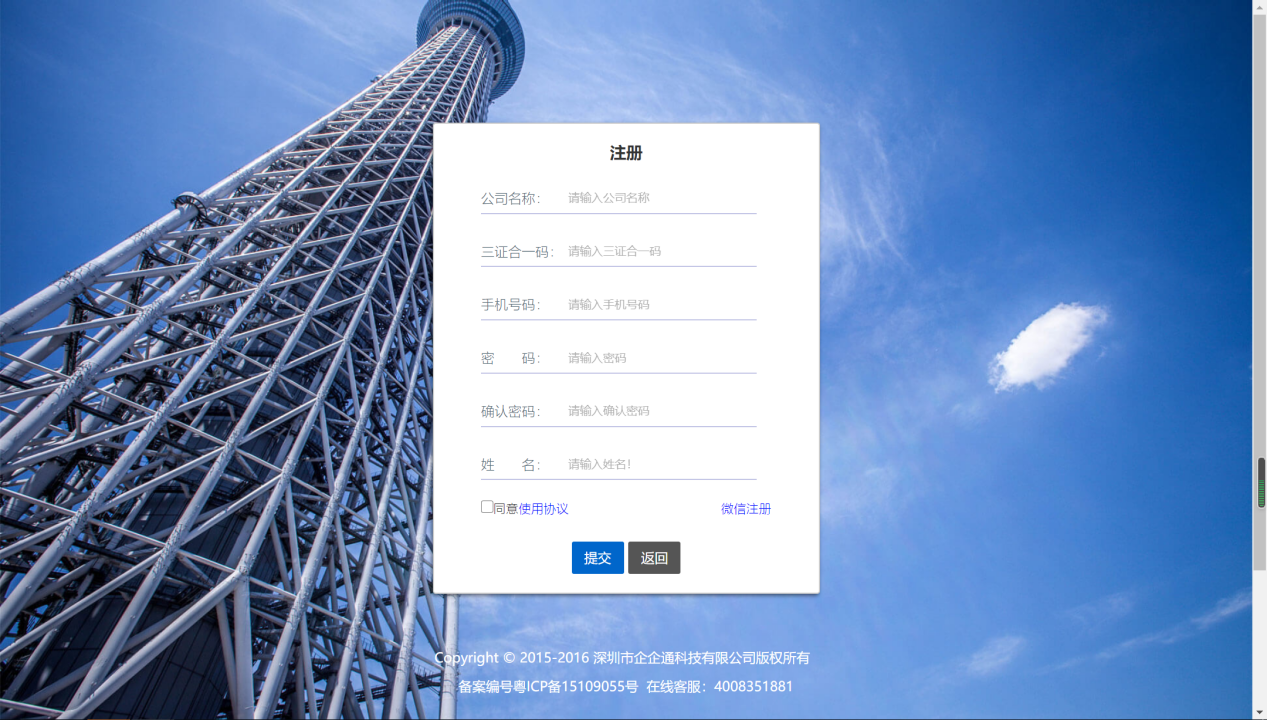 注册
公司名称： 请输入公司名称
三证合一码： 请输入三证合一码
手机号码： 请输入手机号码
密　　码： 请输入密码
确认密码： 请输入确认密码
姓　　名： 请输入姓名！
同意使用协议 微信注册
提交 返回
Copyright © 2015-2016 深圳市企企通科技有限公司版权所有
备案编号粤ICP备15109055号 在线客服：4008351881